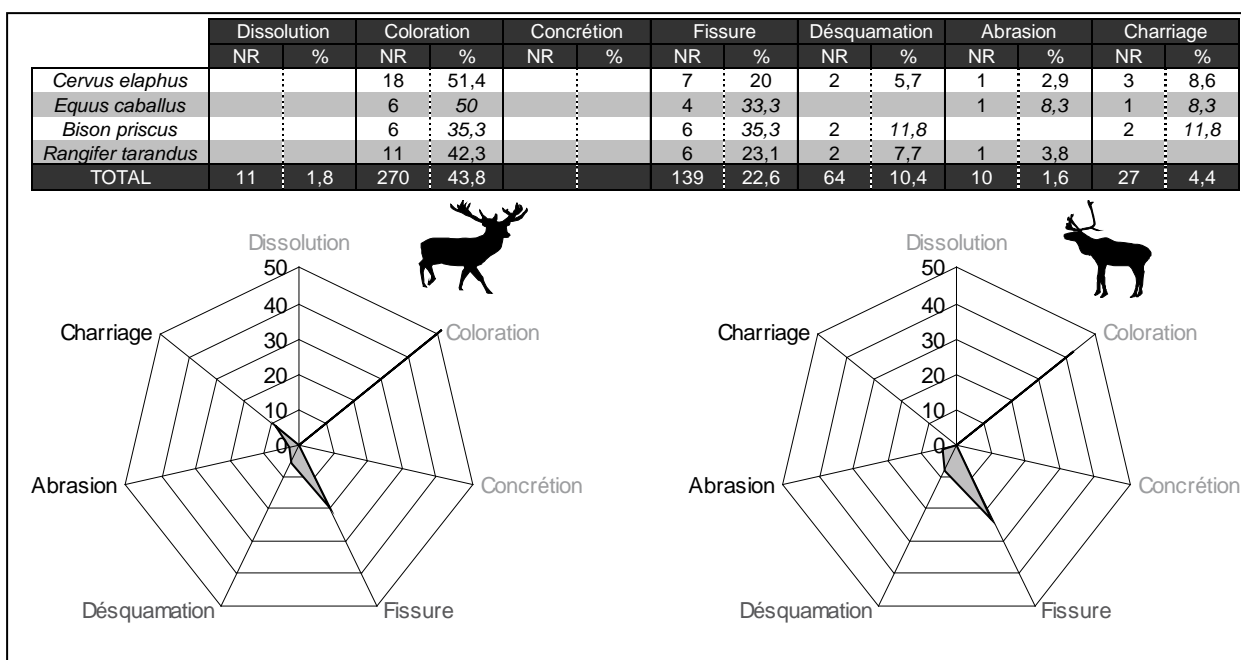 Dissolution Coloration Concrétion Fissure Désquamation Abrasion Charriage
NR % NR % NR % NR % NR % NR % NR %
Cervus elaphus 18 51,4 7 20 2 5,7 1 2,9 3 8,6
Equus caballus 6 50 4 33,3 1 8,3 1 8,3
Bison priscus 6 35,3 6 35,3 2 11,8 2 11,8
Rangifer tarandus 11 42,3 6 23,1 2 7,7 1 3,8
TOTAL 11 1,8 270 43,8 139 22,6 64 10,4 10 1,6 27 4,4
Dissolution
50
40
30
20
10
0
Charriage
Coloration
Abrasion
Concrétion
Désquamation
Fissure
Dissolution
50
40
30
20
10
0
Charriage
Coloration
Abrasion
Concrétion
Désquamation
Fissure